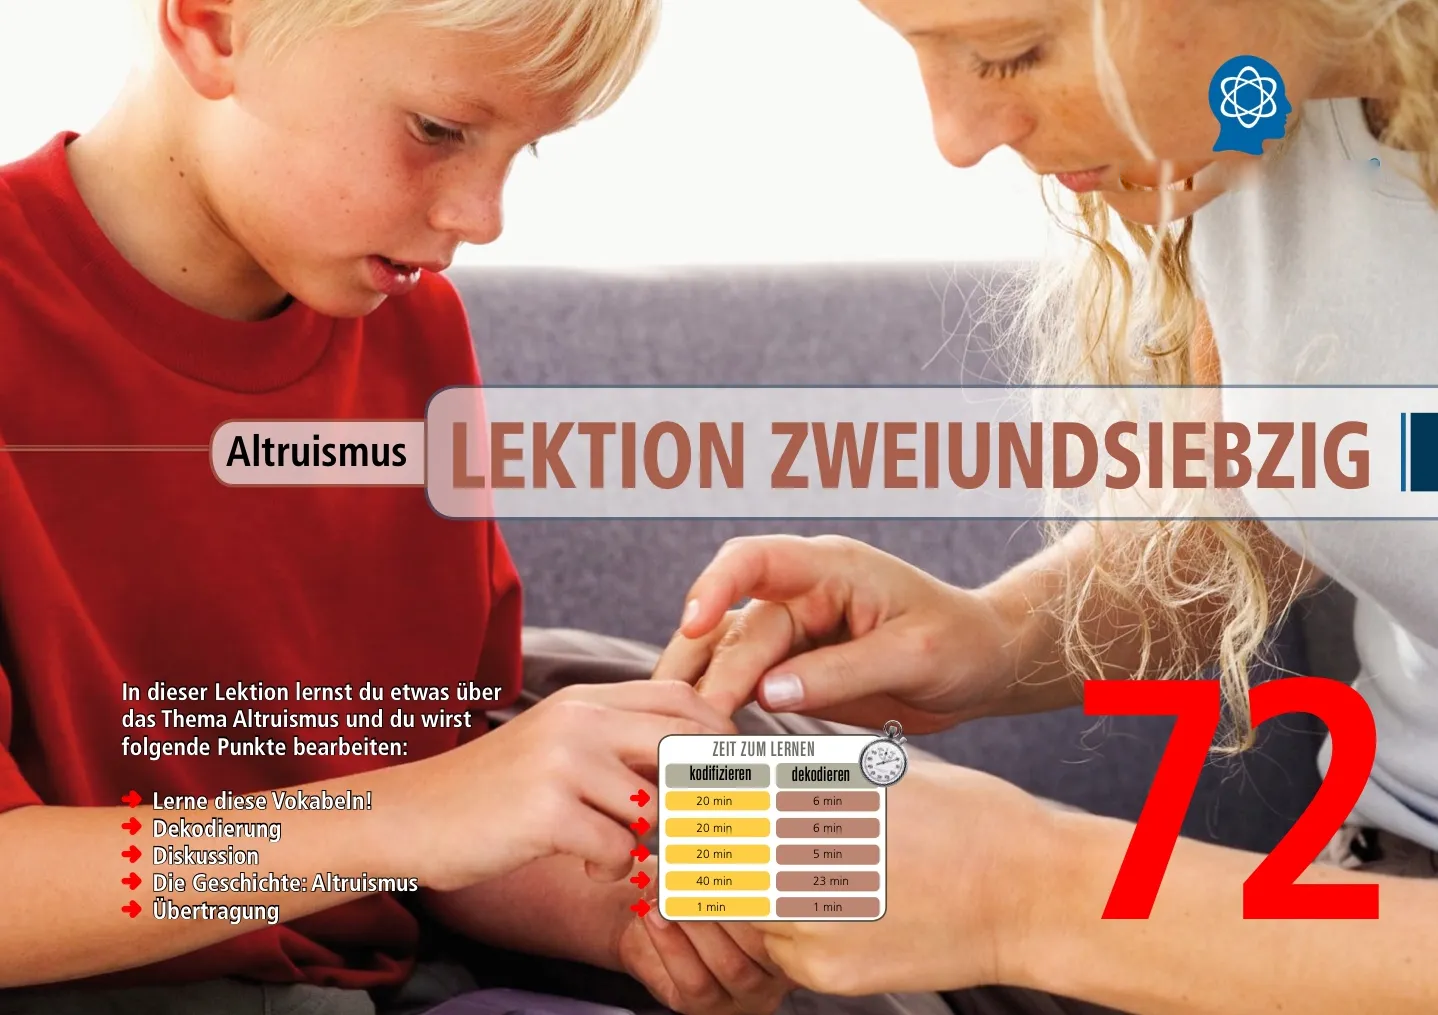 Altruismus
LEKTION ZWEIUNDSIEBZIG
In dieser Lektion lernst du etwas über
das Thema Altruismus und du wirst
folgende Punkte bearbeiten:
Lerne diese Vokabeln!
Dekodierung
Diskussion
Die Geschichte: Altruismus
Übertragung
ZEIT ZUM LERNEN
kodifizieren dekodieren
20 min 6 min
20 min 6 min
20 min 5 min
40 min 23 min
1 min 1 min
72